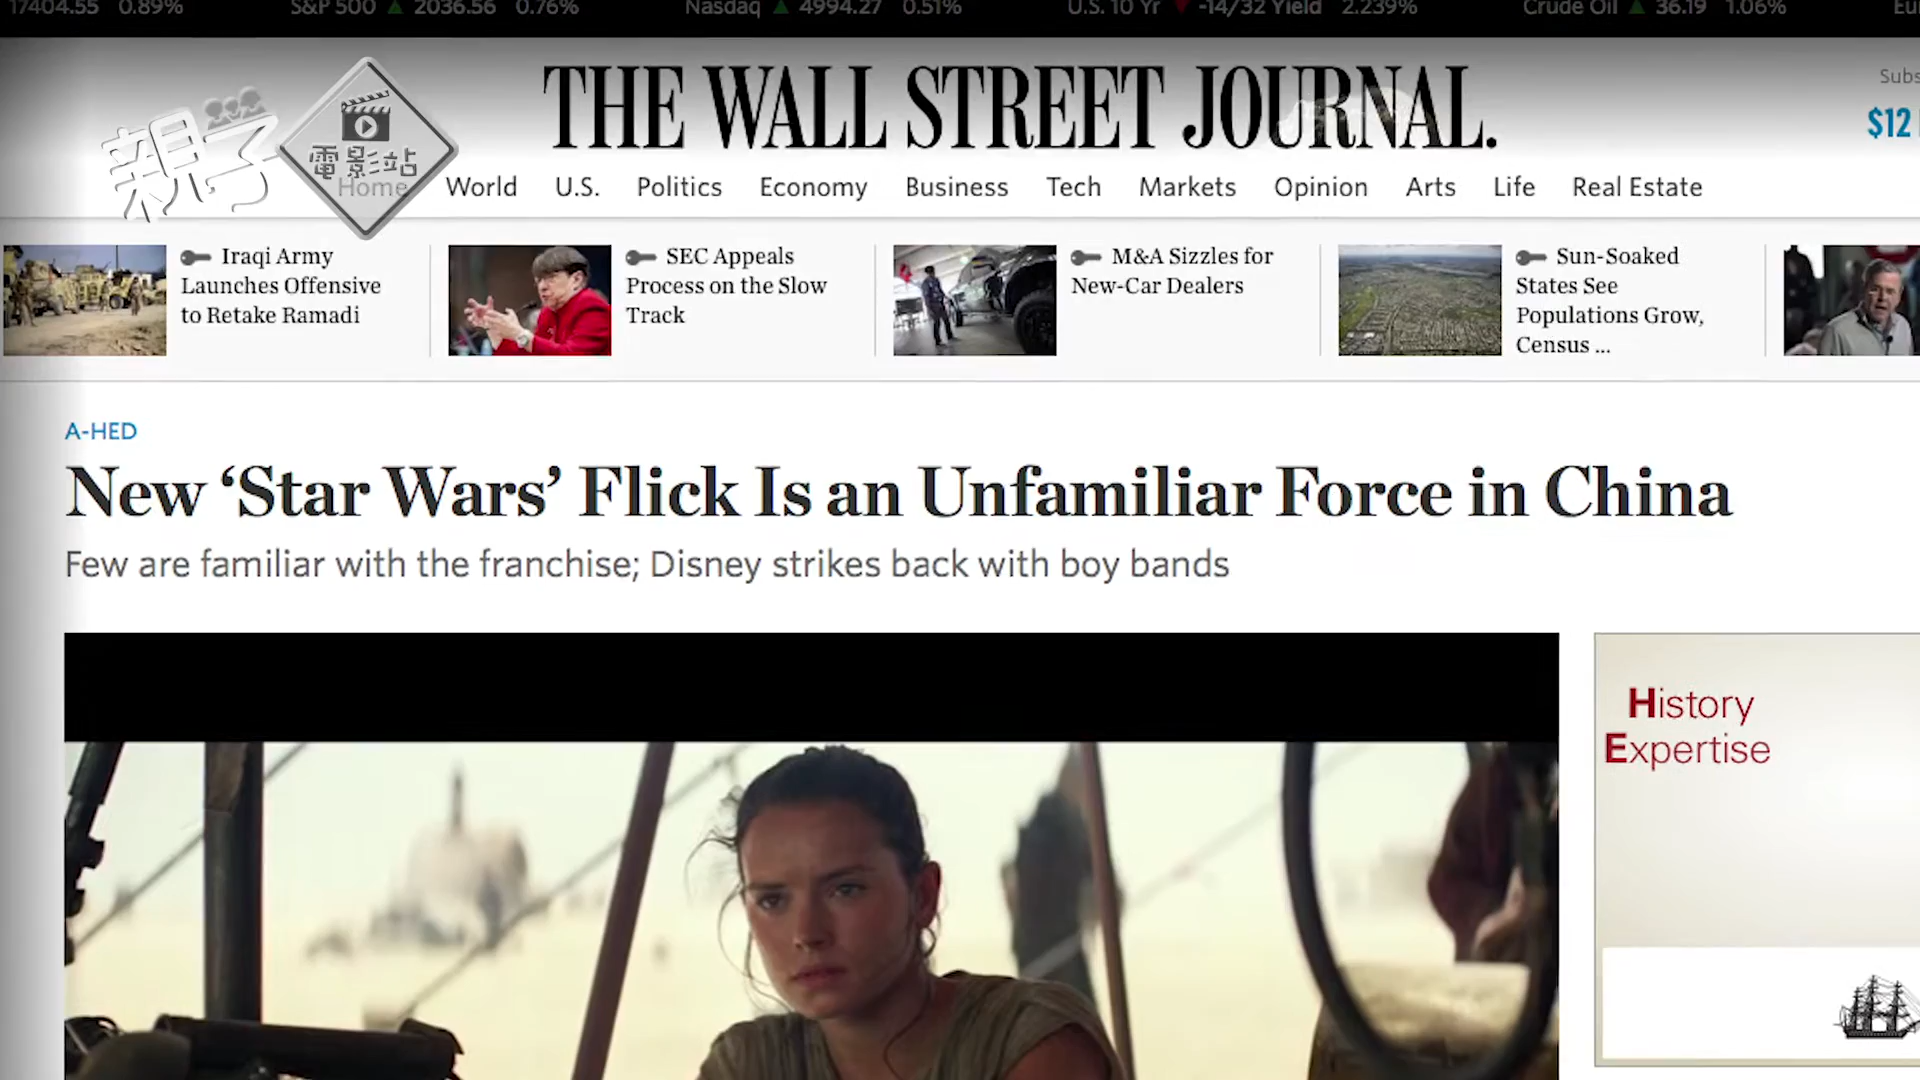 17404.55 0.89% S&P 500 ▲ 2036.56 0.76% Nasdaq ▲ 4994.27 0.51% U.S. 10 Yr ▼ -14/32 Yield 2.239% Crude Oil ▲ 36.19 1.06%
親子
電影站
THE WALL STREET JOURNAL.
$12
Home World U.S. Politics Economy Business Tech Markets Opinion Arts Life Real Estate
Iraqi Army
Launches Offensive
to Retake Ramadi
SEC Appeals
Process on the Slow
Track
M&A Sizzles for
New-Car Dealers
Sun-Soaked
States See
Populations Grow,
Census ...
A-HED
New ‘Star Wars’ Flick Is an Unfamiliar Force in China
Few are familiar with the franchise; Disney strikes back with boy bands
History
Expertise